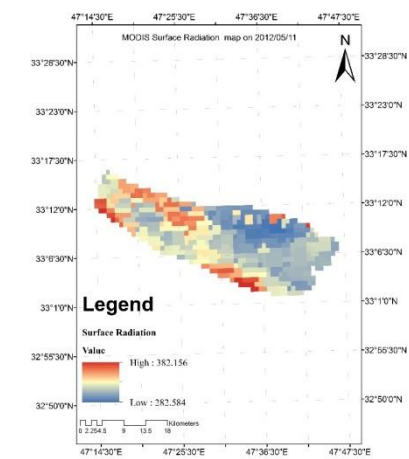 47°14'30"E 47°25'30"E 47°36'30"E 47°47'30"E
MODIS Surface Radiation map on 2012/05/11
N
33°28'30"N 33°28'30"N
33°23'0"N 33°23'0"N
33°17'30"N 33°17'30"N
33°12'0"N 33°12'0"N
33°6'30"N 33°6'30"N
33°1'0"N 33°1'0"N
Legend
Surface Radiation
Value
32°55'30"N 32°55'30"N
High : 382.156
Low : 282.584
32°50'0"N 32°50'0"N
Kilometers
0 2.254.5 9 13.5 18
47°14'30"E 47°25'30"E 47°36'30"E 47°47'30"E